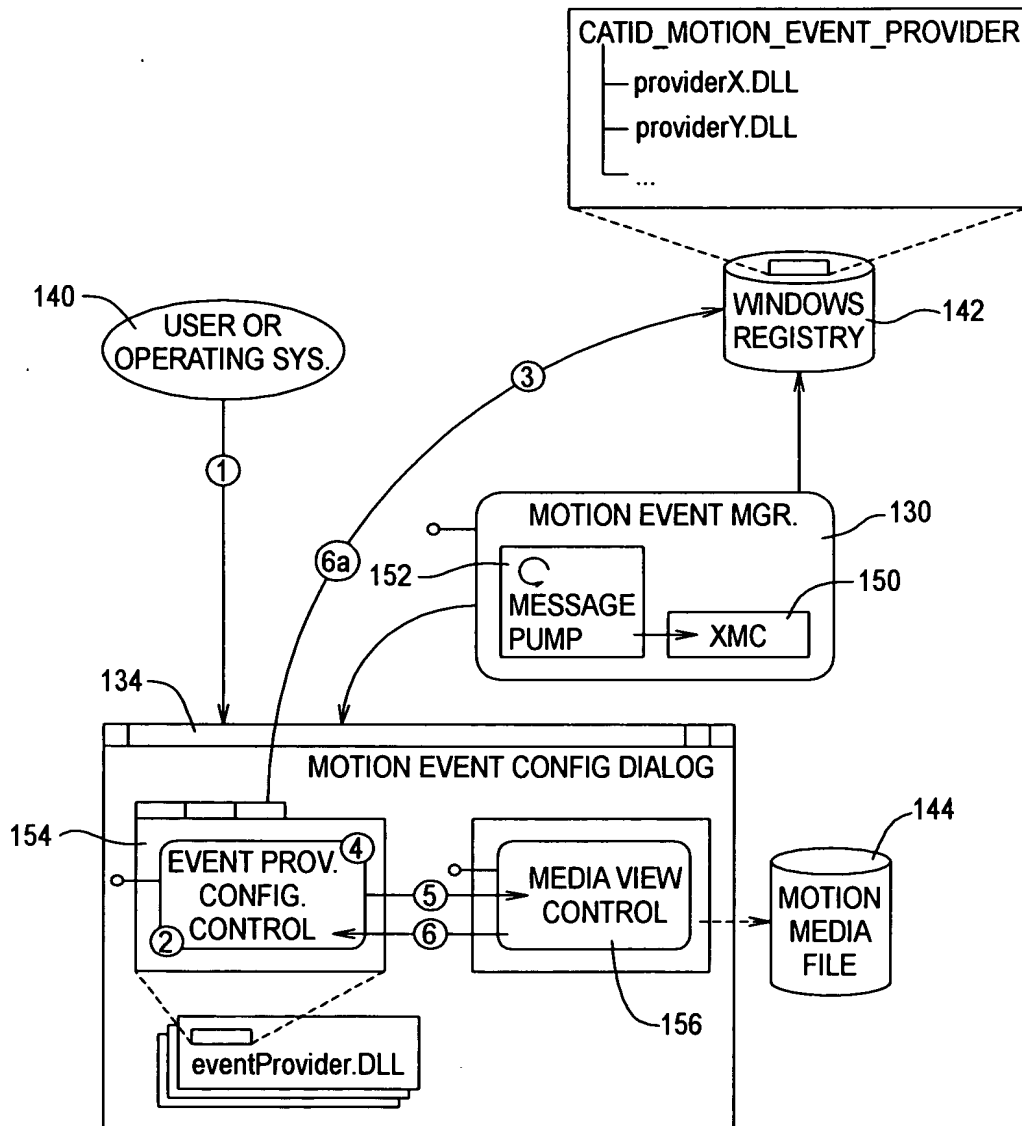 CATID_MOTION_EVENT_PROVIDER
providerX.DLL
providerY.DLL
...
140
USER OR
OPERATING SYS.
WINDOWS
REGISTRY
142
3
1
MOTION EVENT MGR.
130
6a
152
MESSAGE
PUMP
150
XMC
134
MOTION EVENT CONFIG DIALOG
154
EVENT PROV.
CONFIG.
CONTROL
4
2
5
6
MEDIA VIEW
CONTROL
144
MOTION
MEDIA
FILE
156
eventProvider.DLL